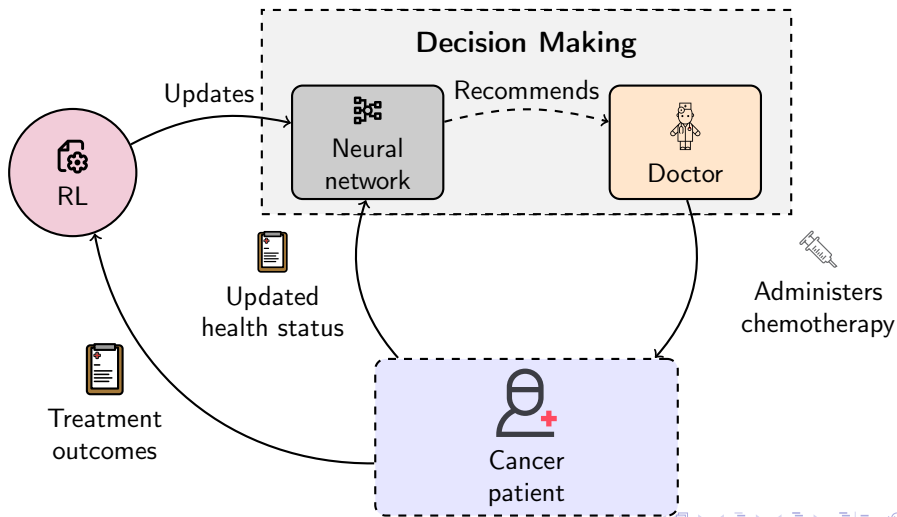 Decision Making
Updates
Recommends
Neural
network
Doctor
RL
Updated
health status
Administers
chemotherapy
Treatment
outcomes
Cancer
patient